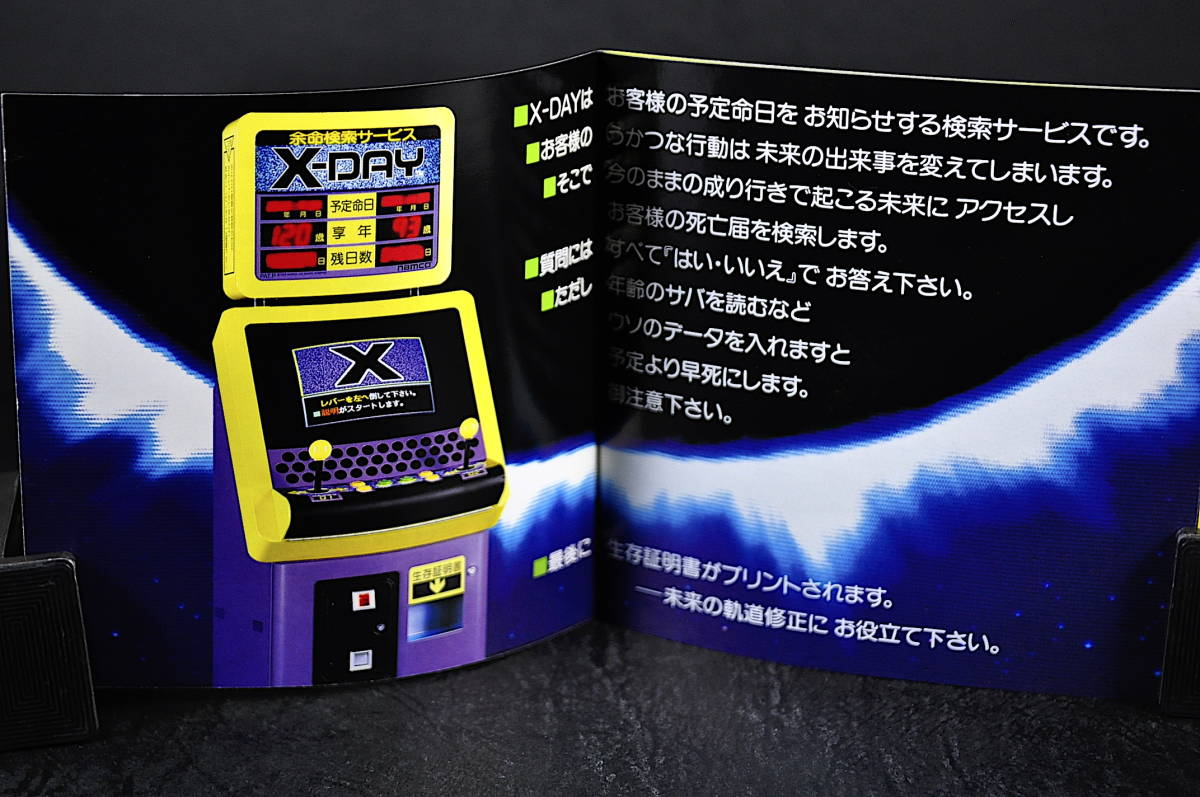 余命検索サービス
X-DAY
年 月 日 予定命日 年 月 日
120 歳 享年 93 歳
日 残日数 日
namco
X
レバーを左へ倒して下さい。
■説明がスタートします。
生存証明書
■X-DAYは お客様の予定命日を お知らせする検索サービスです。
■お客様の うかつな行動は 未来の出来事を変えてしまいます。
■そこで 今のままの成り行きで起こる未来に アクセスし
お客様の死亡届を検索します。
■質問には すべて『はい・いいえ』で お答え下さい。
■ただし 年齢のサバを読むなど
ウソのデータを入れますと
予定より早死にします。
御注意下さい。
■最後に 生存証明書がプリントされます。
──未来の軌道修正に お役立て下さい。